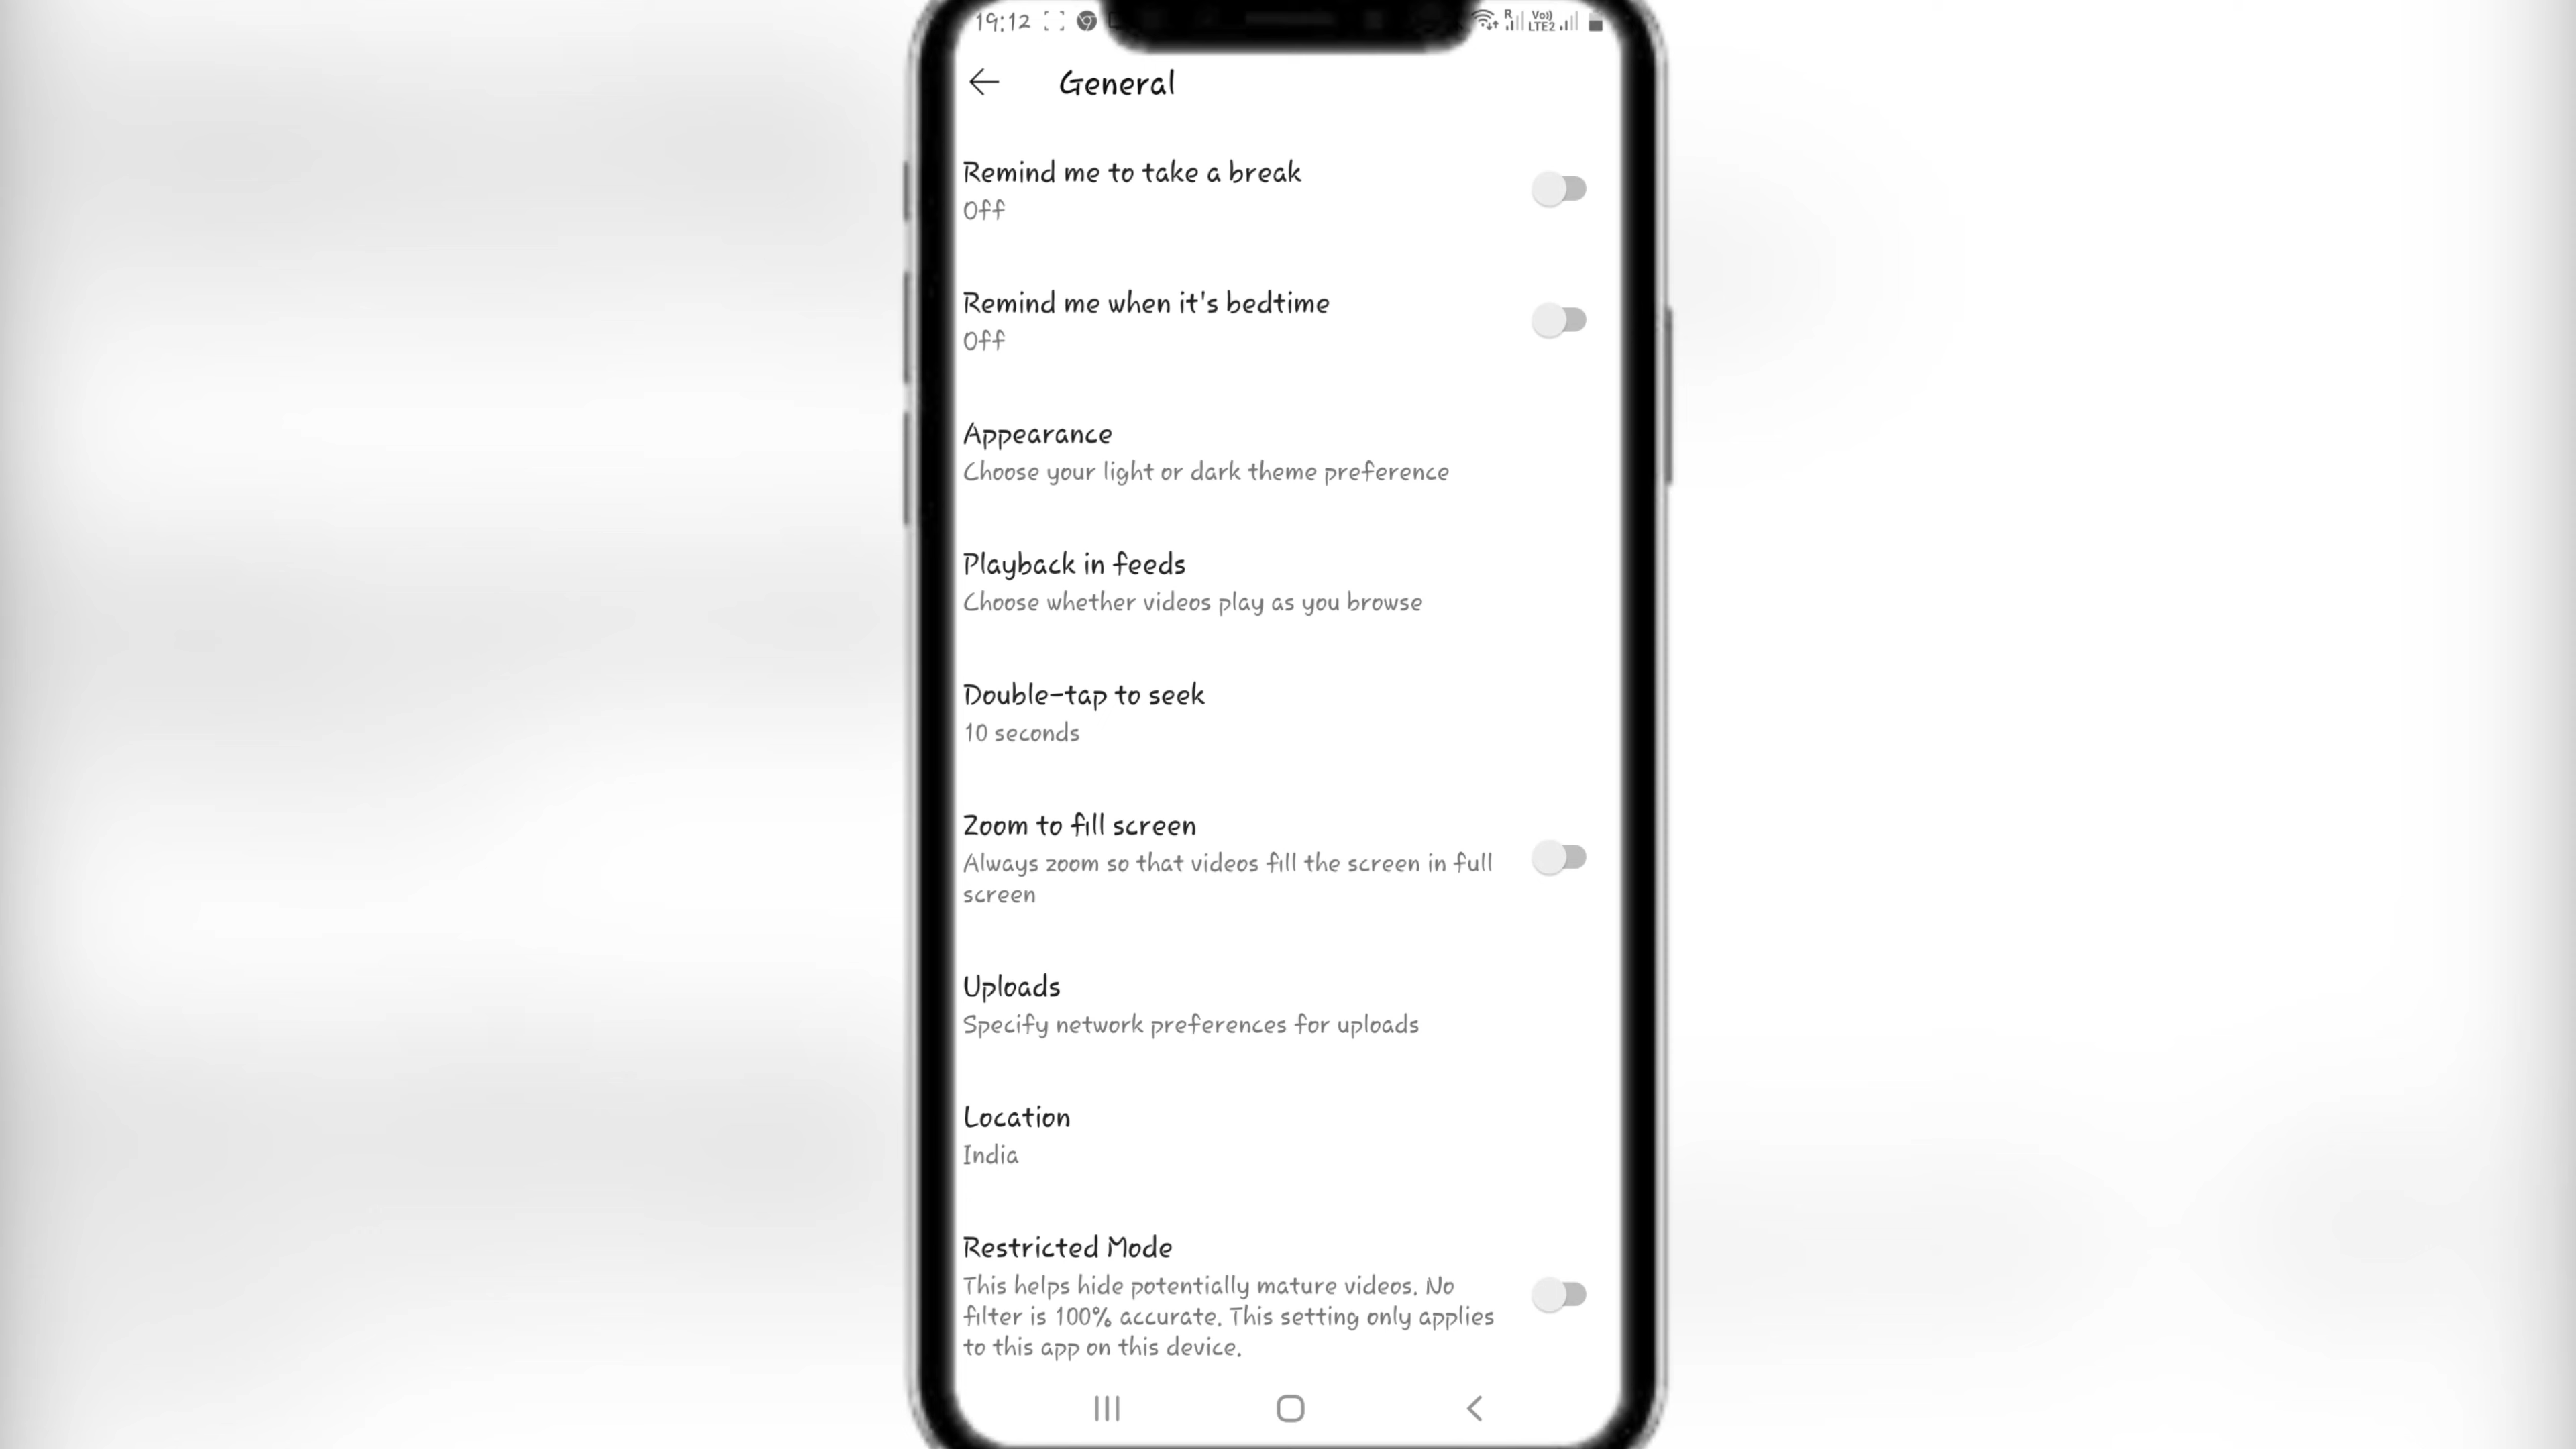 19:12
R Vo)) LTE2
General
Remind me to take a break
Off
Remind me when it's bedtime
Off
Appearance
Choose your light or dark theme preference
Playback in feeds
Choose whether videos play as you browse
Double-tap to seek
10 seconds
Zoom to fill screen
Always zoom so that videos fill the screen in full
screen
Uploads
Specify network preferences for uploads
Location
India
Restricted Mode
This helps hide potentially mature videos. No
filter is 100% accurate. This setting only applies
to this app on this device.